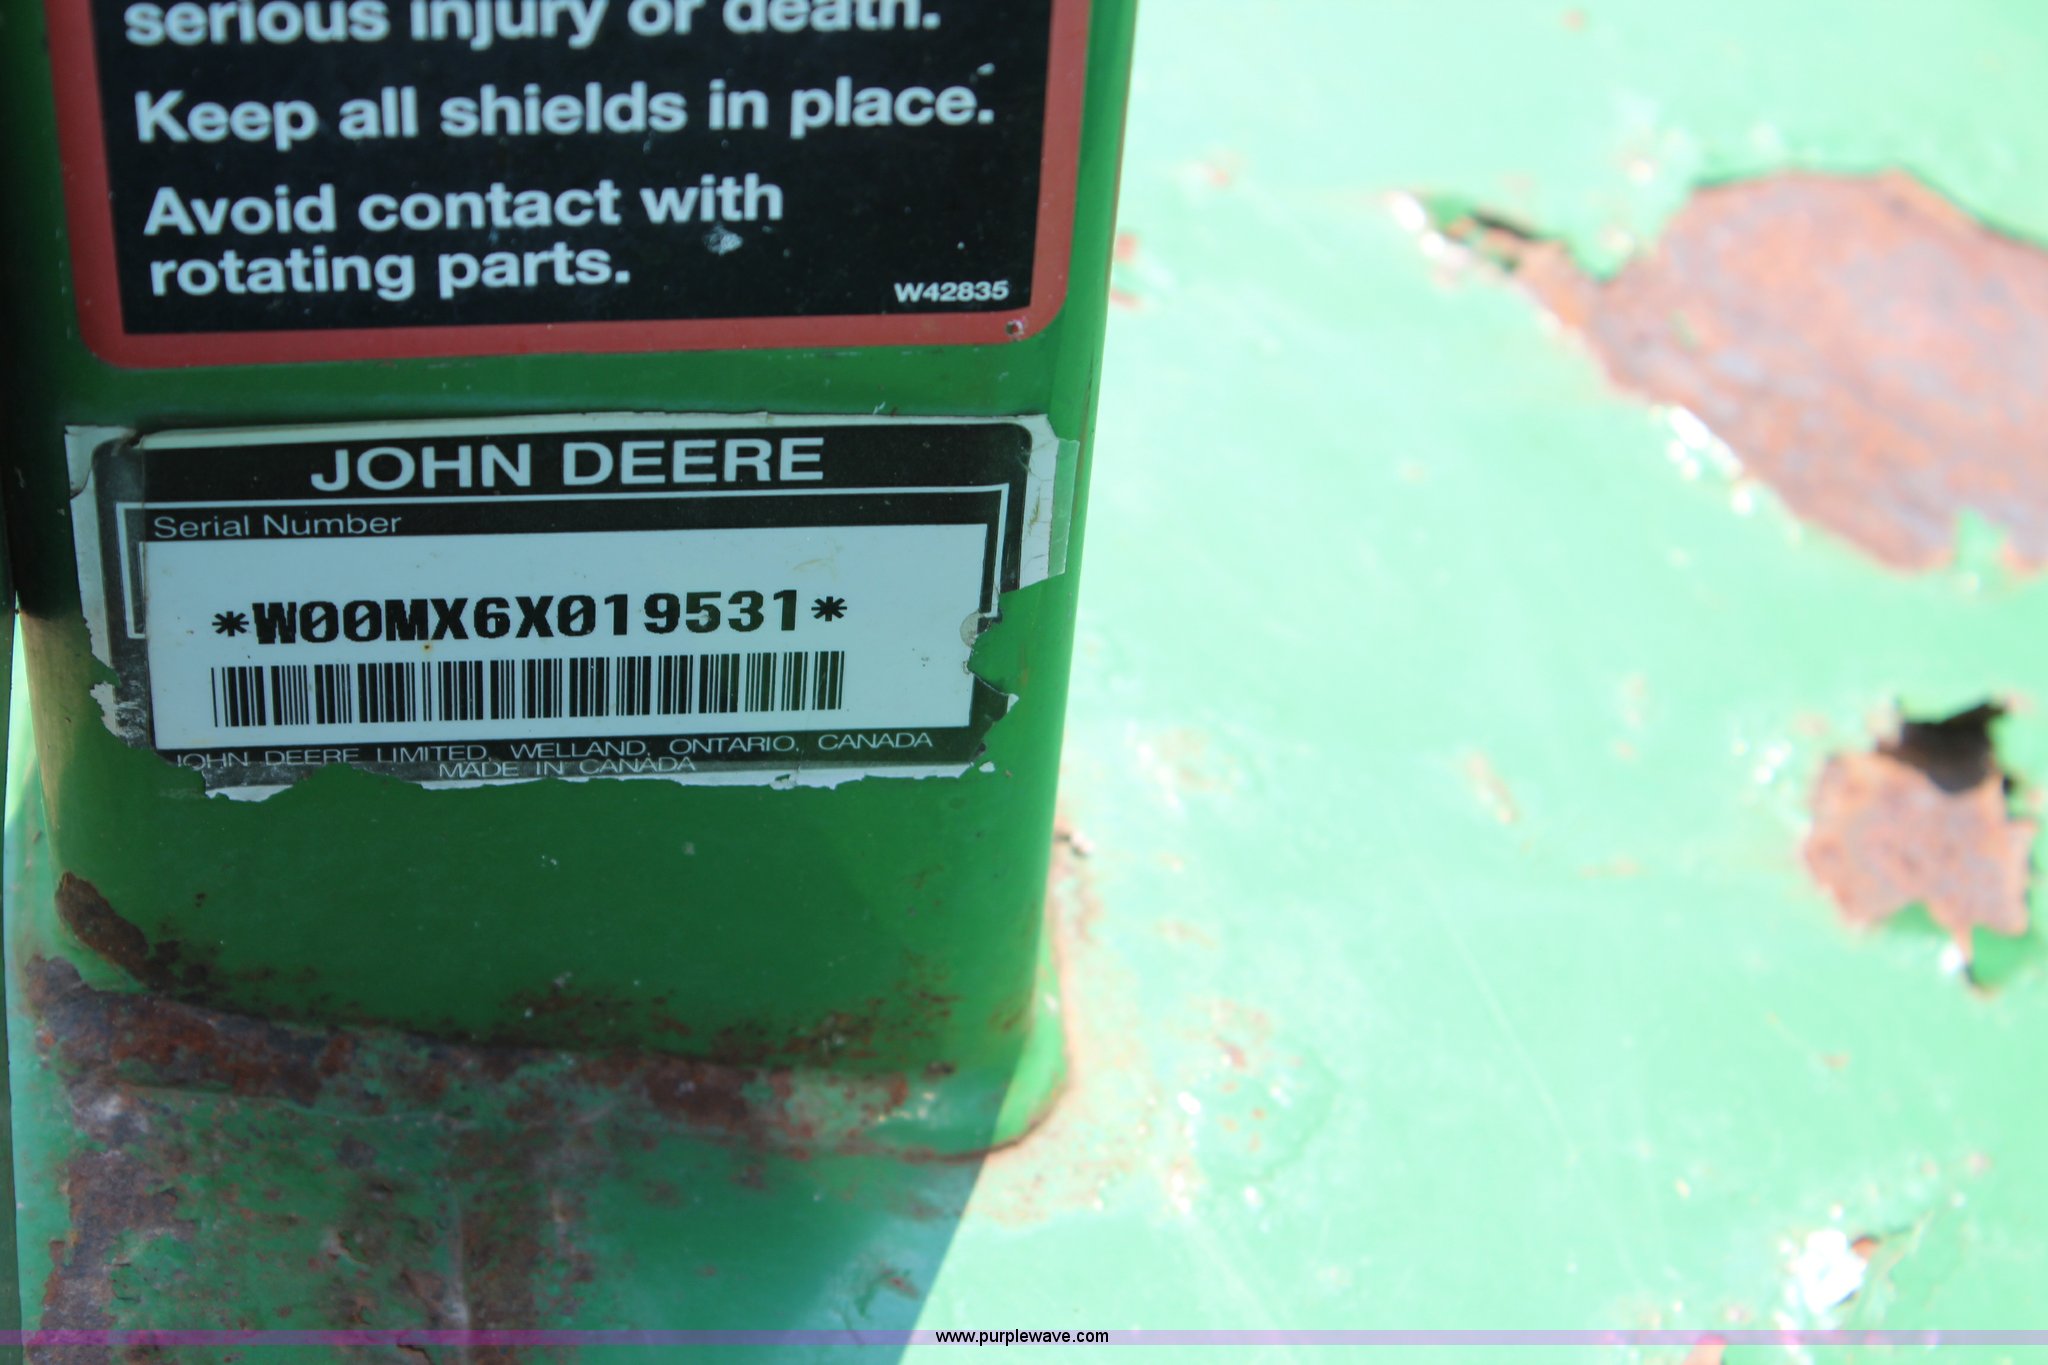 serious injury or death.
Keep all shields in place.
Avoid contact with
rotating parts.
W42835
JOHN DEERE
Serial Number
*W00MX6X019531*
JOHN DEERE LIMITED, WELLAND, ONTARIO, CANADA
MADE IN CANADA
www.purplewave.com